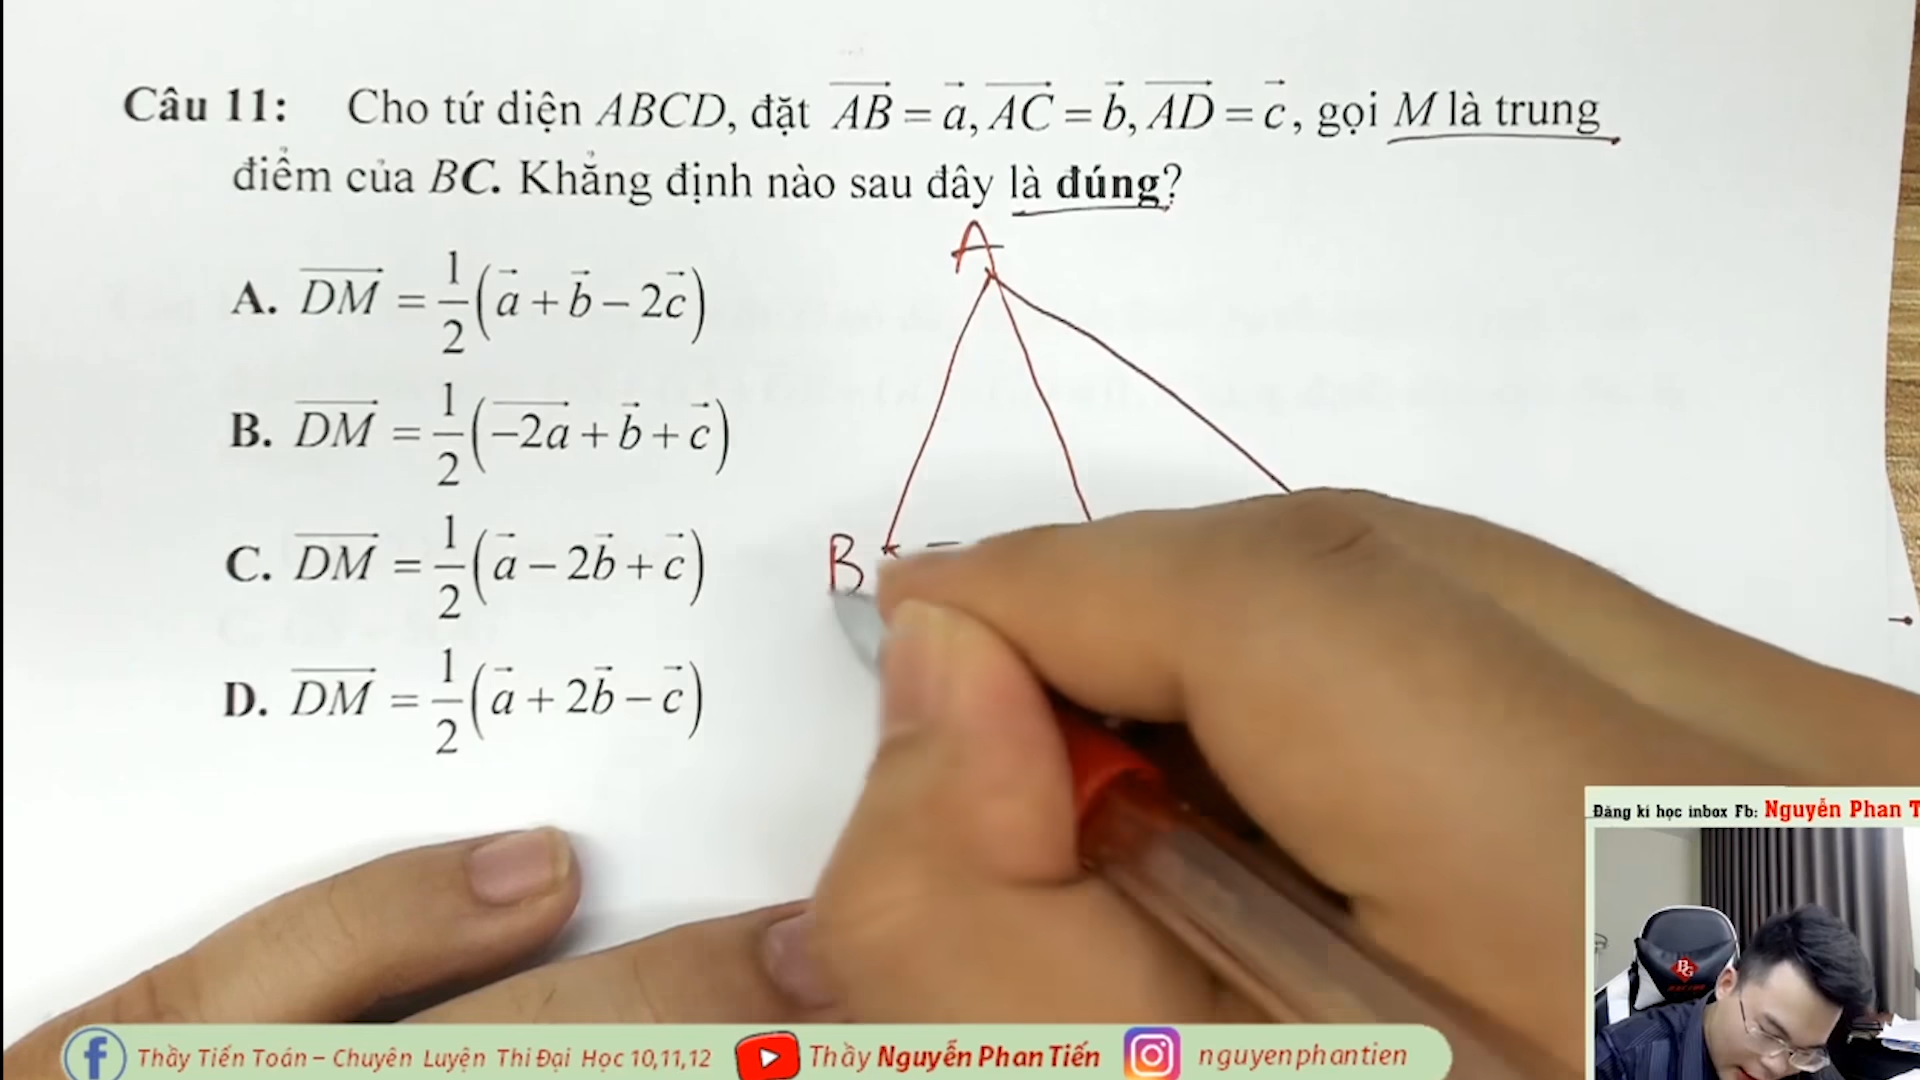 Câu 11: Cho tứ diện ABCD, đặt $\overrightarrow{AB} = \vec{a}, \overrightarrow{AC} = \vec{b}, \overrightarrow{AD} = \vec{c}$, gọi M là trung
điểm của BC. Khẳng định nào sau đây là đúng?
A. $\overrightarrow{DM} = \frac{1}{2}(\vec{a} + \vec{b} - 2\vec{c})$
B. $\overrightarrow{DM} = \frac{1}{2}(\overrightarrow{-2a} + \vec{b} + \vec{c})$
C. $\overrightarrow{DM} = \frac{1}{2}(\vec{a} - 2\vec{b} + \vec{c})$
D. $\overrightarrow{DM} = \frac{1}{2}(\vec{a} + 2\vec{b} - \vec{c})$
A
B
Đăng kí học inbox Fb: Nguyễn Phan T
Thầy Tiến Toán – Chuyên Luyện Thi Đại Học 10,11,12
Thầy Nguyễn Phan Tiến
nguyenphantien